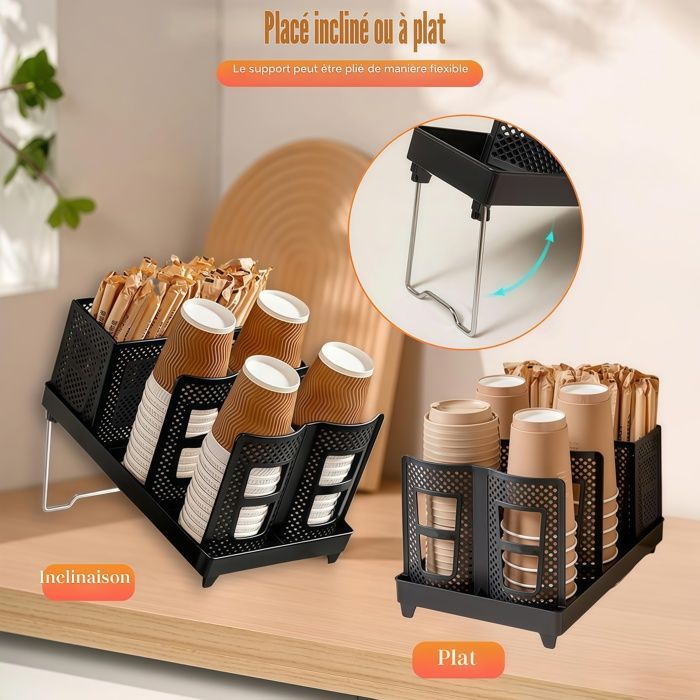 Placé incliné ou à plat
Le support peut être plié de manière flexible
Inclinaison
Plat